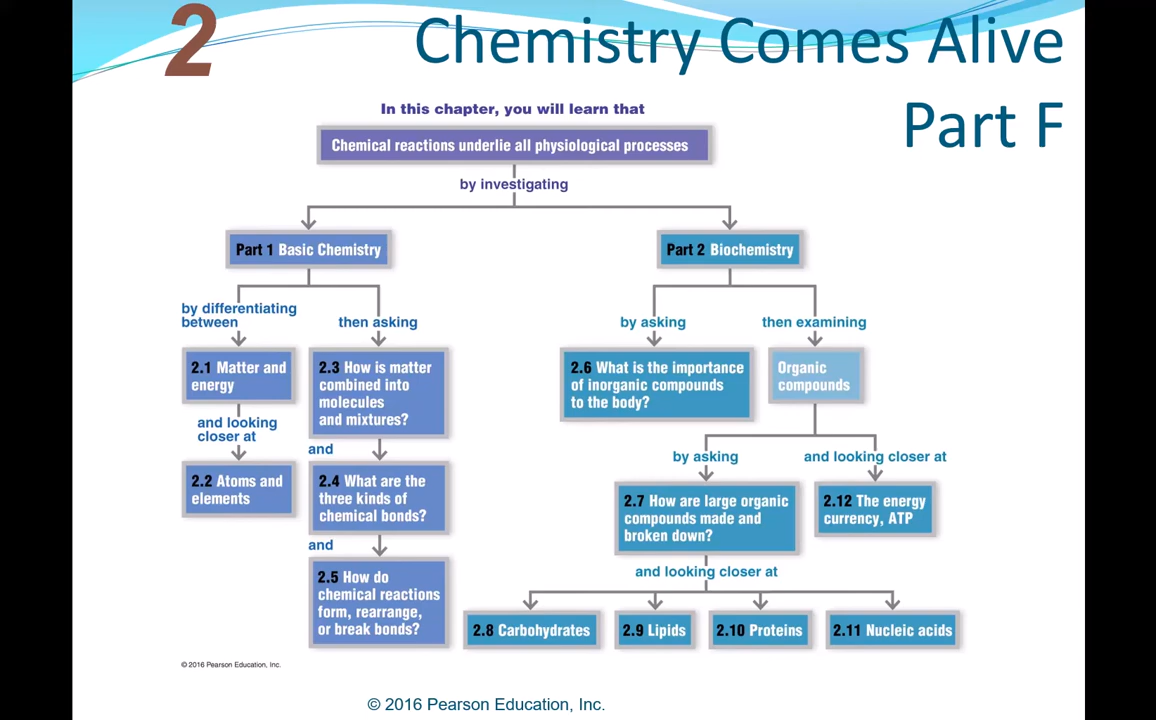 2
Chemistry Comes Alive
Part F
In this chapter, you will learn that
Chemical reactions underlie all physiological processes
by investigating
Part 1 Basic Chemistry
by differentiating
between
then asking
2.1 Matter and
energy
and looking
closer at
2.2 Atoms and
elements
2.3 How is matter
combined into
molecules
and mixtures?
and
2.4 What are the
three kinds of
chemical bonds?
and
2.5 How do
chemical reactions
form, rearrange,
or break bonds?
Part 2 Biochemistry
by asking
then examining
2.6 What is the importance
of inorganic compounds
to the body?
Organic
compounds
by asking
and looking closer at
2.7 How are large organic
compounds made and
broken down?
2.12 The energy
currency, ATP
and looking closer at
2.8 Carbohydrates
2.9 Lipids
2.10 Proteins
2.11 Nucleic acids
© 2016 Pearson Education, Inc.
© 2016 Pearson Education, Inc.